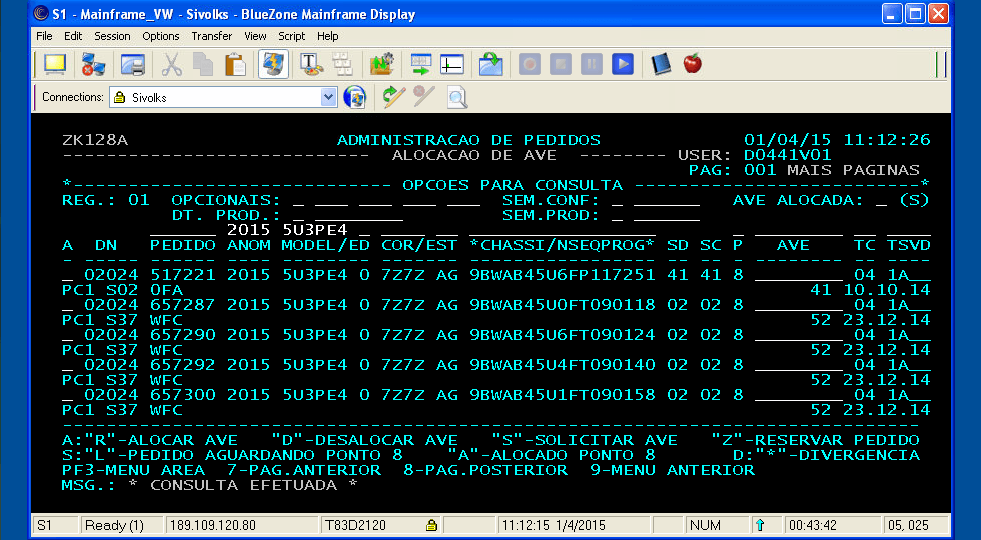 S1 - Mainframe_VW - Sivolks - BlueZone Mainframe Display
File Edit Session Options Transfer View Script Help
Connections: Sivolks
ZK128A ADMINISTRACAO DE PEDIDOS 01/04/15 11:12:26
---------------------------- ALOCACAO DE AVE -------- USER: D0441V01
PAG: 001 MAIS PAGINAS
*------------------------------ OPCOES PARA CONSULTA --------------------------*
REG.: 01 OPCIONAIS: _ ___ ___ ___ ___ SEM.CONF: _ ______ AVE ALOCADA: _ (S)
DT. PROD.: _ ________ SEM.PROD: _ ______
______ 2015 5U3PE4 _ ____ __ _________________ __ __ _ ________ __ ____
A DN PEDIDO ANOM MODEL/ED COR/EST *CHASSI/NSEQPROG* SD SC P AVE TC TSVD
_ 02024 517221 2015 5U3PE4 0 7Z7Z AG 9BWAB45U6FP117251 41 41 8 ________ 04 1A__
PC1 S02 0FA 41 10.10.14
_ 02024 657287 2015 5U3PE4 0 7Z7Z AG 9BWAB45U0FT090118 02 02 8 ________ 04 1A__
PC1 S37 WFC 52 23.12.14
_ 02024 657290 2015 5U3PE4 0 7Z7Z AG 9BWAB45U6FT090124 02 02 8 ________ 04 1A__
PC1 S37 WFC 52 23.12.14
_ 02024 657292 2015 5U3PE4 0 7Z7Z AG 9BWAB45U4FT090140 02 02 8 ________ 04 1A__
PC1 S37 WFC 52 23.12.14
_ 02024 657300 2015 5U3PE4 0 7Z7Z AG 9BWAB45U1FT090158 02 02 8 ________ 04 1A__
PC1 S37 WFC 52 23.12.14
------------------------------------------------------------------------------
A:"R"-ALOCAR AVE "D"-DESALOCAR AVE "S"-SOLICITAR AVE "Z"-RESERVAR PEDIDO
S:"L"-PEDIDO AGUARDANDO PONTO 8 "A"-ALOCADO PONTO 8 D:"*"-DIVERGENCIA
PF3-MENU AREA 7-PAG.ANTERIOR 8-PAG.POSTERIOR 9-MENU ANTERIOR
MSG.: * CONSULTA EFETUADA *
S1 Ready (1) 189.109.120.80 T83D2120 11:12:15 1/4/2015 NUM 00:43:42 05, 025